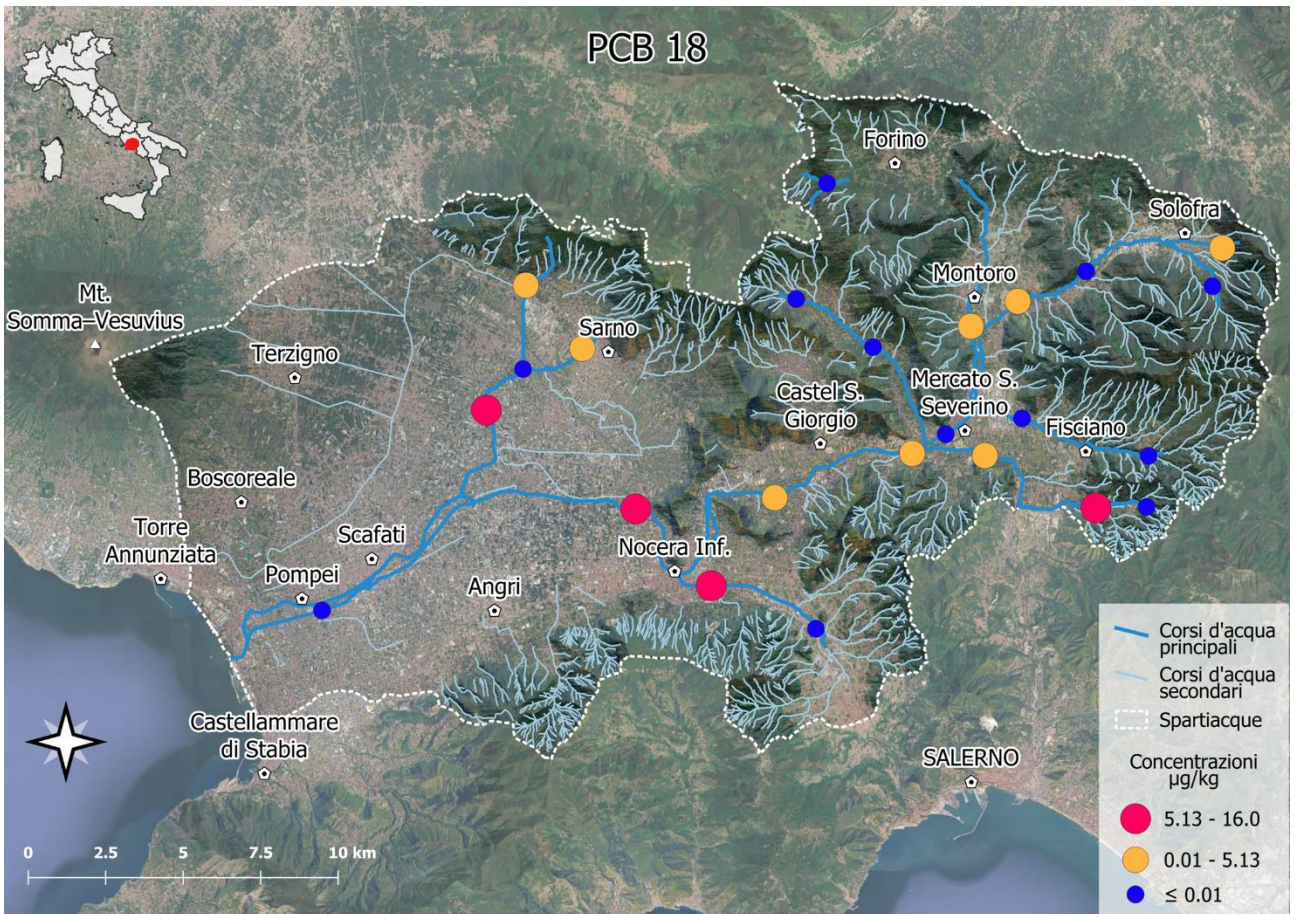 PCB 18
Forino
Solofra
Mt.
Somma–Vesuvius
Montoro
Sarno
Terzigno
Castel S.
Giorgio
Mercato S.
Severino
Fisciano
Boscoreale
Torre
Annunziata
Scafati
Nocera Inf.
Pompei
Angri
Castellammare
di Stabia
SALERNO
0 2.5 5 7.5 10 km
Corsi d'acqua
principali
Corsi d'acqua
secondari
Spartiacque
Concentrazioni
µg/kg
5.13 - 16.0
0.01 - 5.13
≤ 0.01